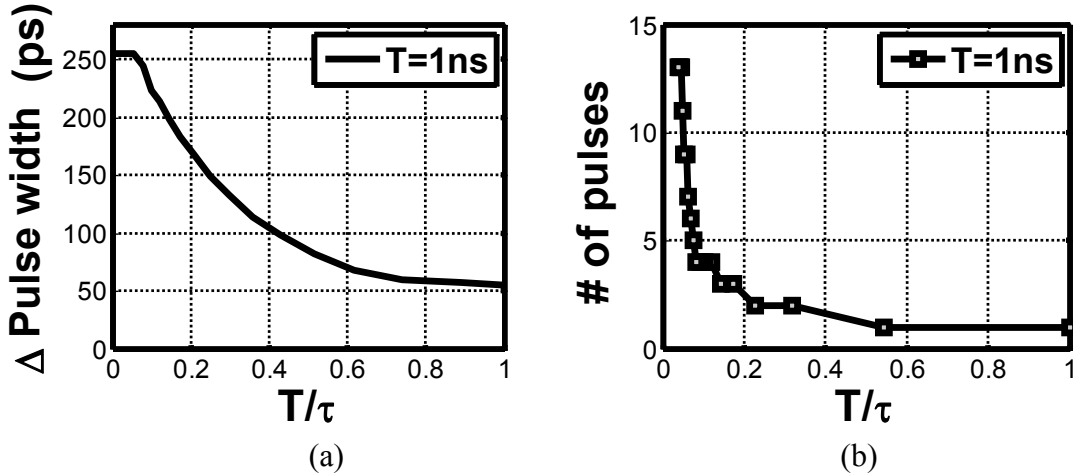 Δ Pulse width (ps)
250
200
150
100
50
0
T=1ns
0 0.2 0.4 0.6 0.8 1
T/τ
(a)
# of pulses
15
10
5
0
T=1ns
0 0.2 0.4 0.6 0.8 1
T/τ
(b)